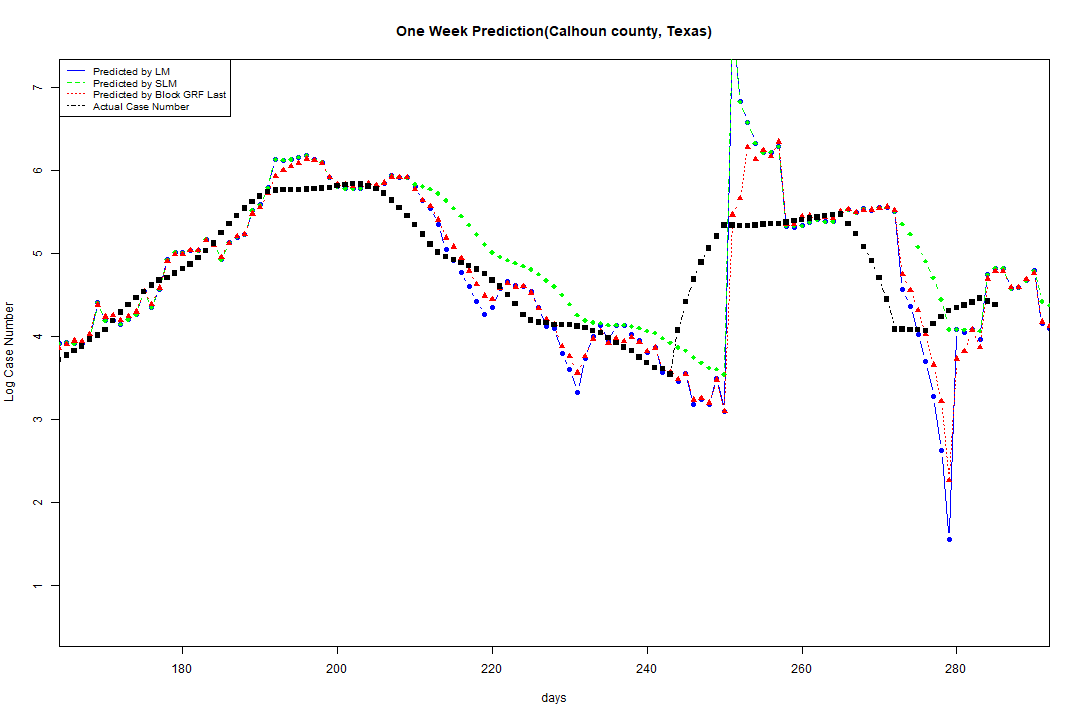 One Week Prediction(Calhoun county, Texas)
Predicted by LM
Predicted by SLM
Predicted by Block GRF Last
Actual Case Number
7
6
5
4
3
2
1
Log Case Number
180 200 220 240 260 280
days